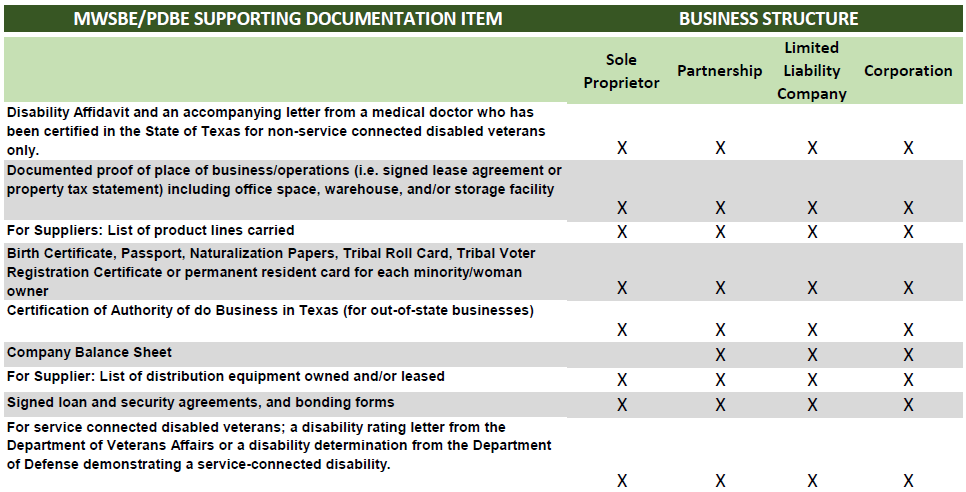 MWSBE/PDBE SUPPORTING DOCUMENTATION ITEM BUSINESS STRUCTURE
Sole Proprietor Partnership Limited Liability Company Corporation
Disability Affidavit and an accompanying letter from a medical doctor who has
been certified in the State of Texas for non-service connected disabled veterans
only. X X X X
Documented proof of place of business/operations (i.e. signed lease agreement or
property tax statement) including office space, warehouse, and/or storage facility
X X X X
For Suppliers: List of product lines carried X X X X
Birth Certificate, Passport, Naturalization Papers, Tribal Roll Card, Tribal Voter
Registration Certificate or permanent resident card for each minority/woman
owner X X X X
Certification of Authority of do Business in Texas (for out-of-state businesses)
X X X X
Company Balance Sheet X X X
For Supplier: List of distribution equipment owned and/or leased X X X X
Signed loan and security agreements, and bonding forms X X X X
For service connected disabled veterans; a disability rating letter from the
Department of Veterans Affairs or a disability determination from the Department
of Defense demonstrating a service-connected disability.
X X X X